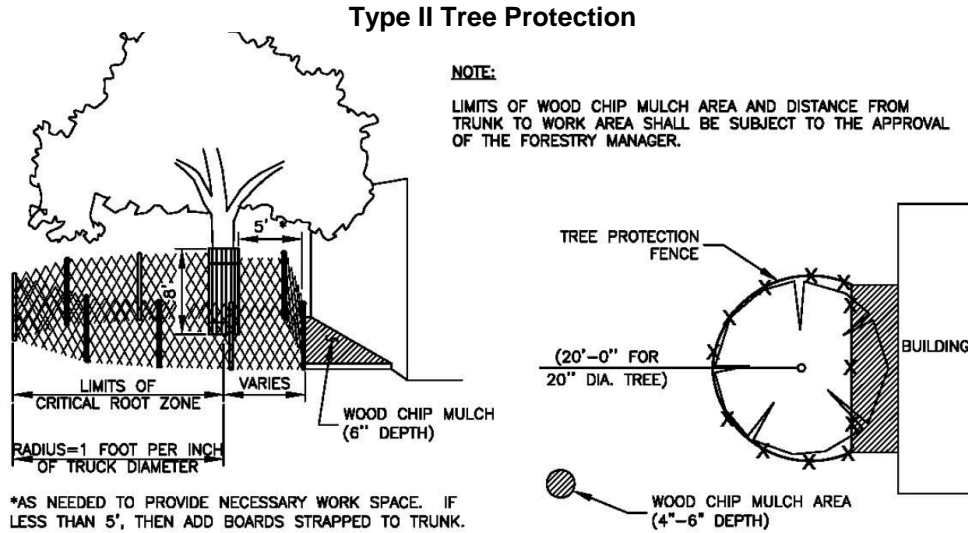 Type II Tree Protection
NOTE:
LIMITS OF WOOD CHIP MULCH AREA AND DISTANCE FROM
TRUNK TO WORK AREA SHALL BE SUBJECT TO THE APPROVAL
OF THE FORESTRY MANAGER.
5' *
8'
LIMITS OF
CRITICAL ROOT ZONE
VARIES
RADIUS=1 FOOT PER INCH
OF TRUCK DIAMETER
WOOD CHIP MULCH
(6" DEPTH)
*AS NEEDED TO PROVIDE NECESSARY WORK SPACE. IF
LESS THAN 5', THEN ADD BOARDS STRAPPED TO TRUNK.
TREE PROTECTION
FENCE
(20'-0" FOR
20" DIA. TREE)
BUILDING
WOOD CHIP MULCH AREA
(4"-6" DEPTH)